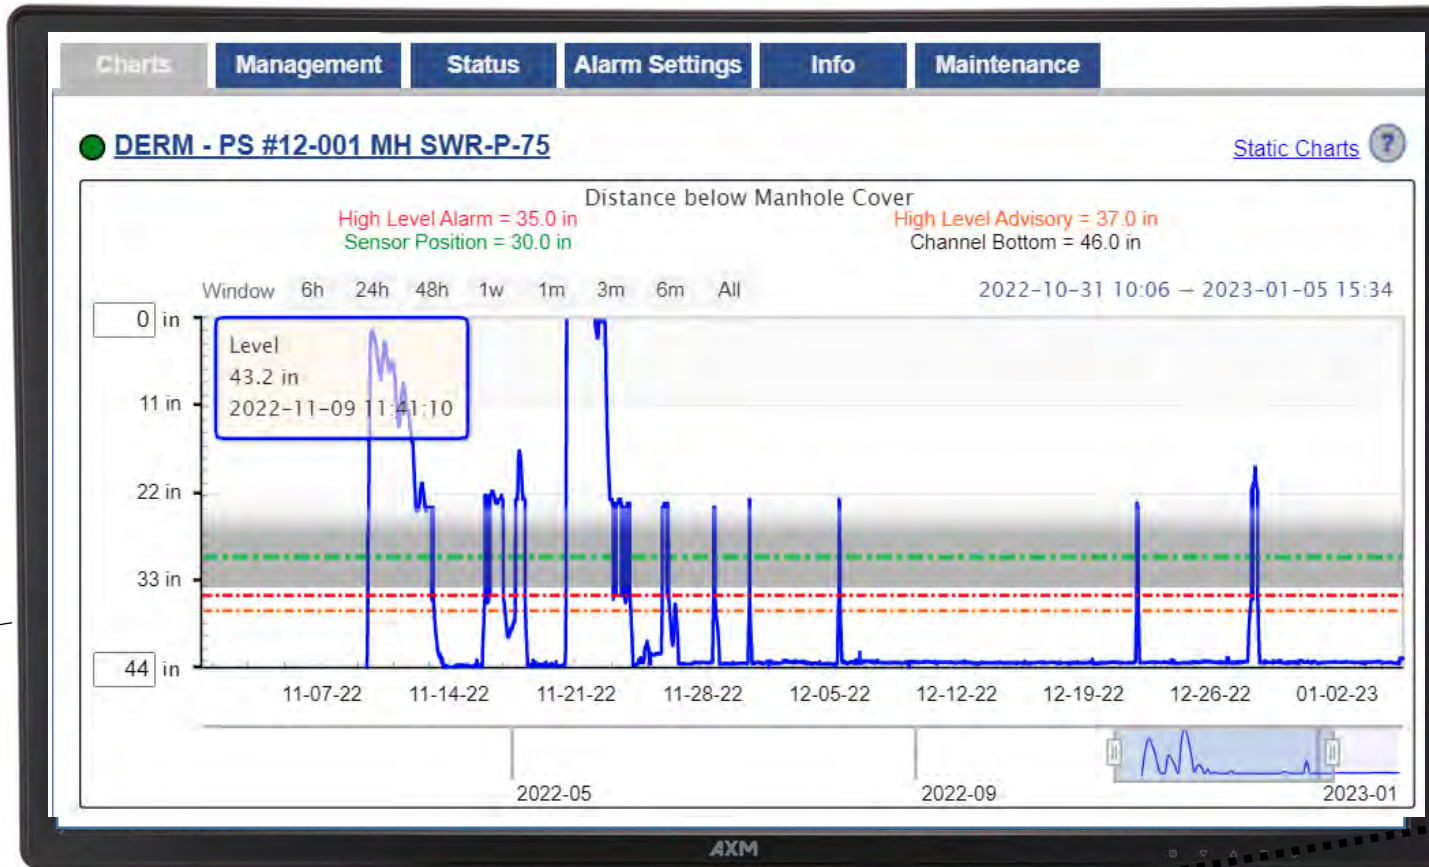 Charts Management Status Alarm Settings Info Maintenance
DERM - PS #12-001 MH SWR-P-75
Static Charts ?
Distance below Manhole Cover
High Level Alarm = 35.0 in High Level Advisory = 37.0 in
Sensor Position = 30.0 in Channel Bottom = 46.0 in
Window 6h 24h 48h 1w 1m 3m 6m All 2022-10-31 10:06 → 2023-01-05 15:34
0 in
Level
43.2 in
11 in 2022-11-09 11:41:10
22 in
33 in
44 in
11-07-22 11-14-22 11-21-22 11-28-22 12-05-22 12-12-22 12-19-22 12-26-22 01-02-23
2022-05 2022-09 2023-01
AXM